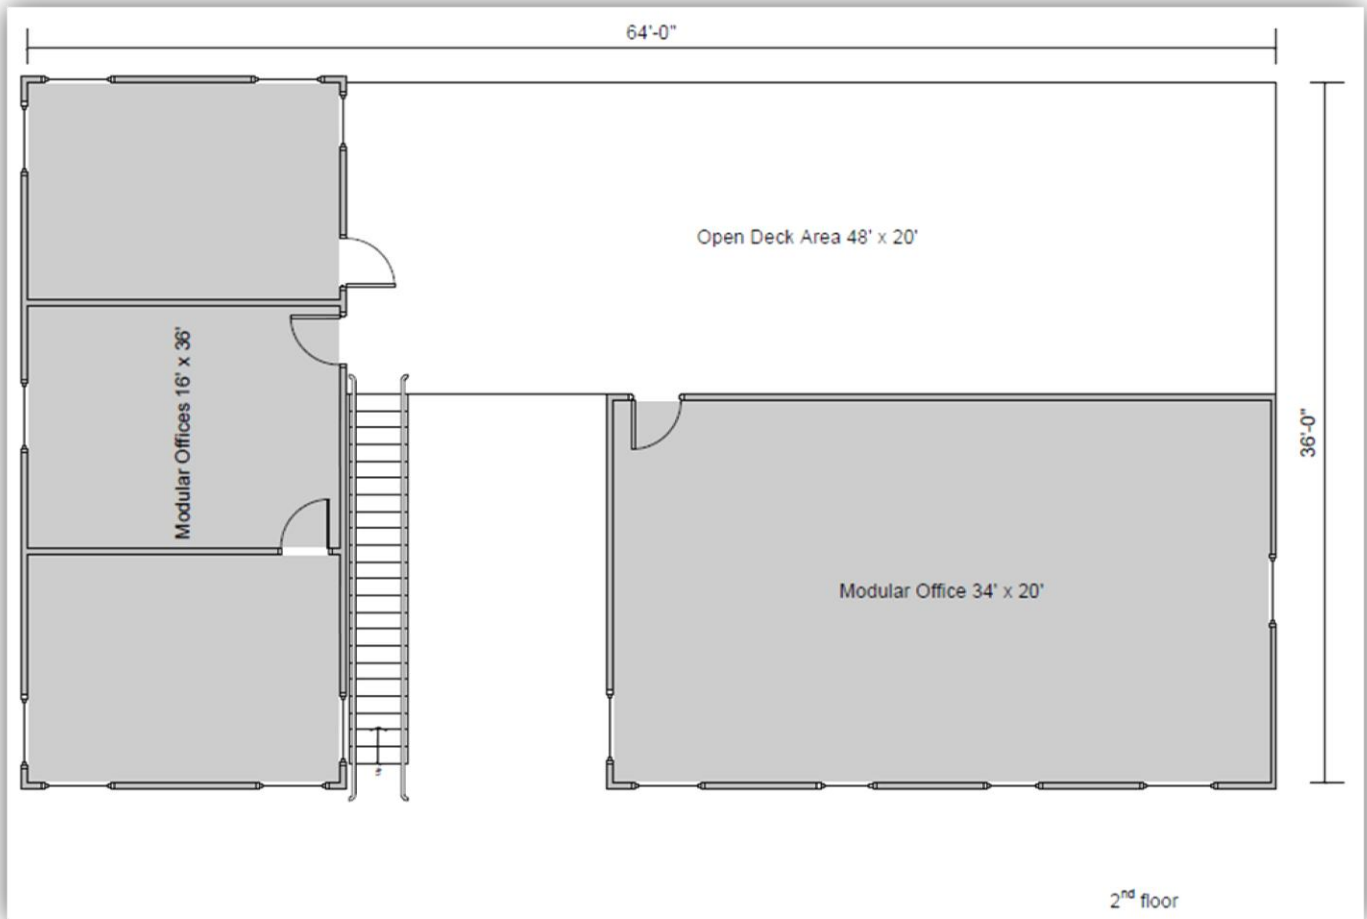 64'-0"
Open Deck Area 48' x 20'
Modular Offices 16' x 36'
36'-0"
Modular Office 34' x 20'
2nd floor